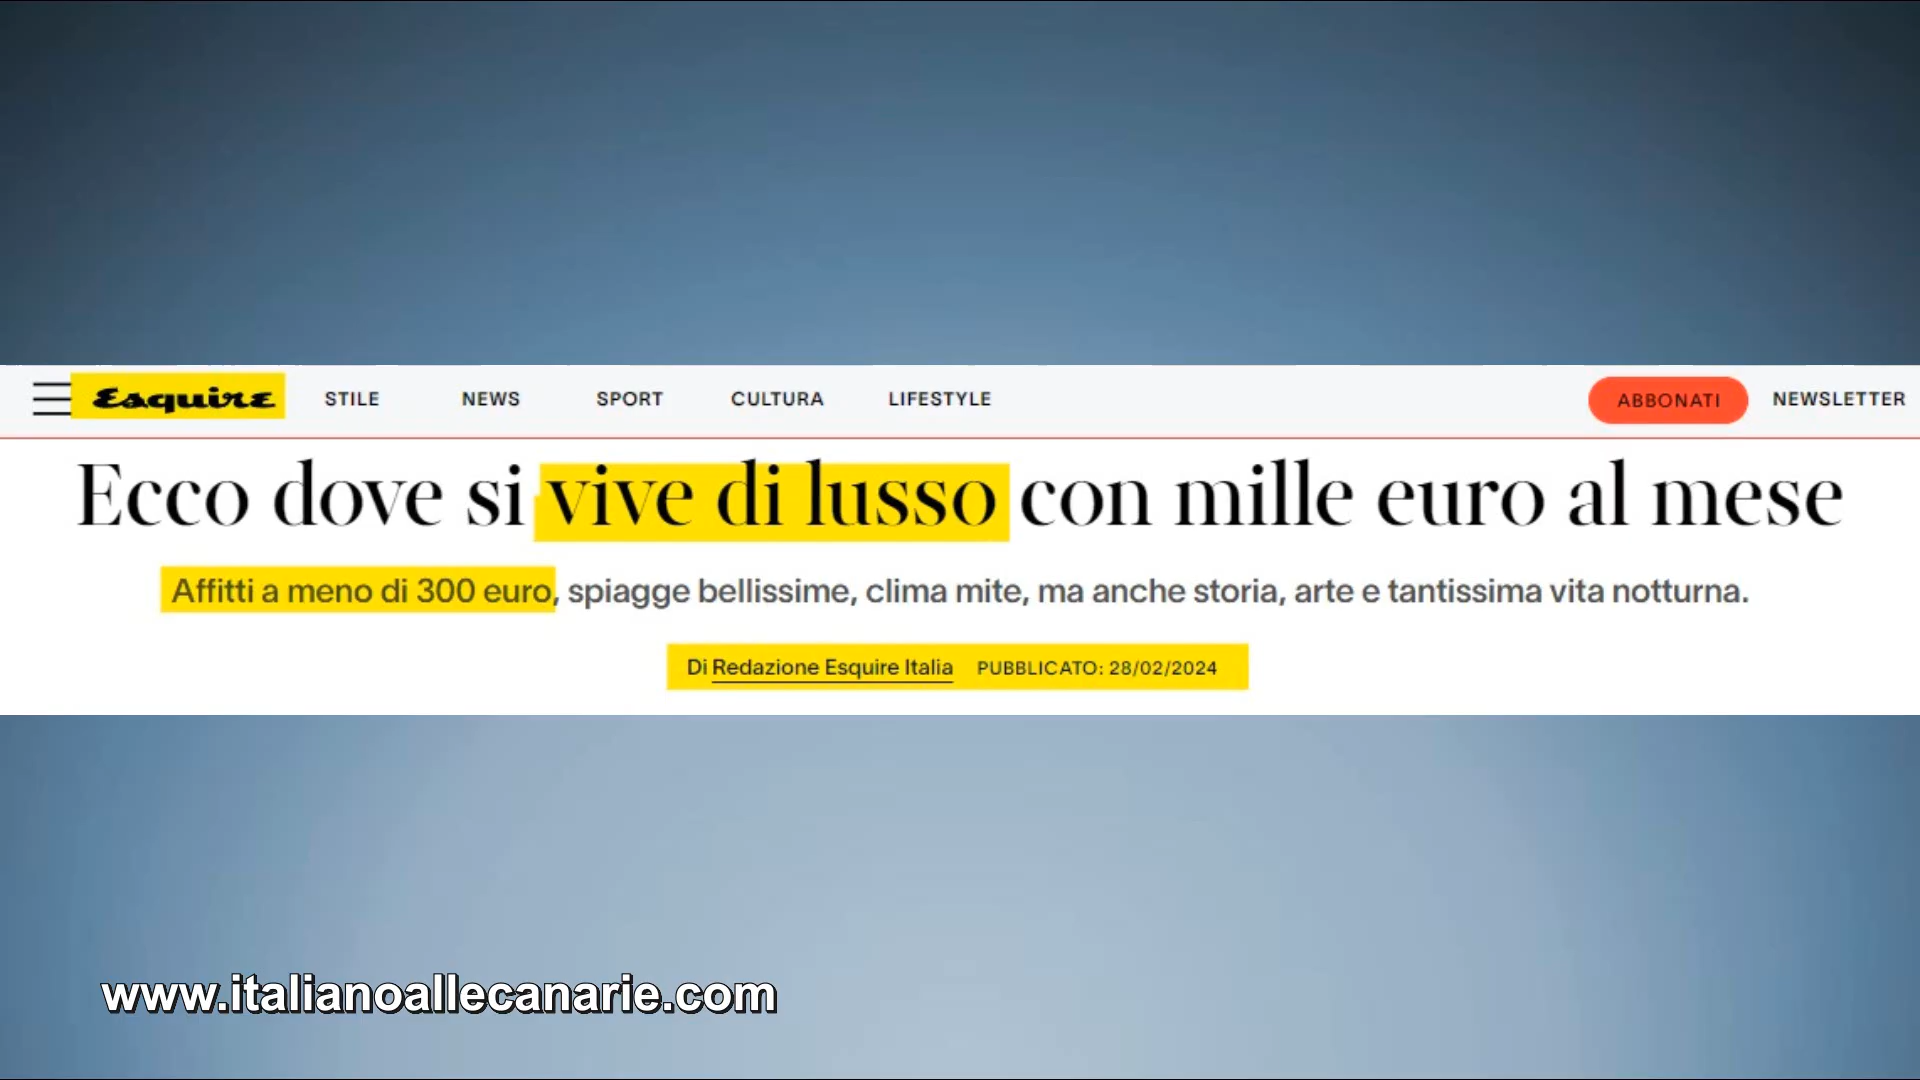 Esquire STILE NEWS SPORT CULTURA LIFESTYLE ABBONATI NEWSLETTER
Ecco dove si vive di lusso con mille euro al mese
Affitti a meno di 300 euro, spiagge bellissime, clima mite, ma anche storia, arte e tantissima vita notturna.
Di Redazione Esquire Italia PUBBLICATO: 28/02/2024
www.italianoallecanarie.com